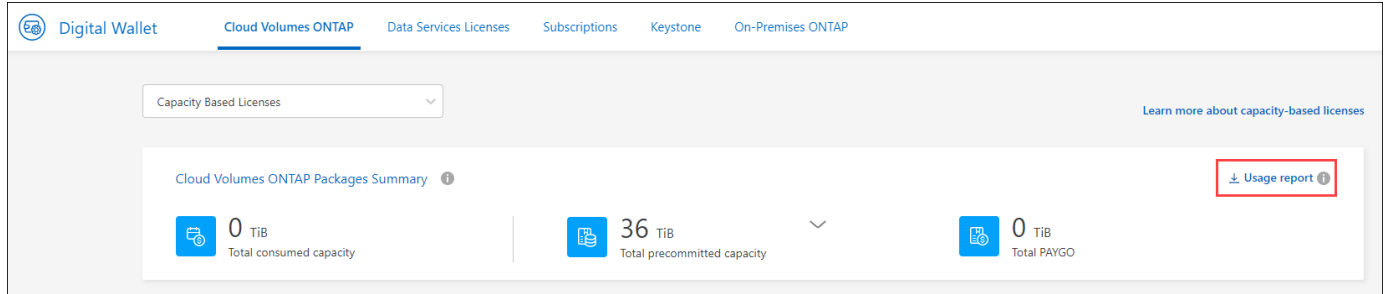 Digital Wallet
Cloud Volumes ONTAP
Data Services Licenses
Subscriptions
Keystone
On-Premises ONTAP
Capacity Based Licenses
Learn more about capacity-based licenses
Cloud Volumes ONTAP Packages Summary
Usage report
0 TiB
Total consumed capacity
36 TiB
Total precommitted capacity
0 TiB
Total PAYGO